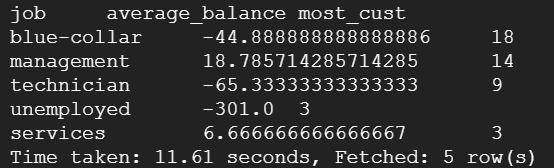 job average_balance most_cust
blue-collar -44.888888888888886 18
management 18.785714285714285 14
technician -65.33333333333333 9
unemployed -301.0 3
services 6.666666666666667 3
Time taken: 11.61 seconds, Fetched: 5 row(s)